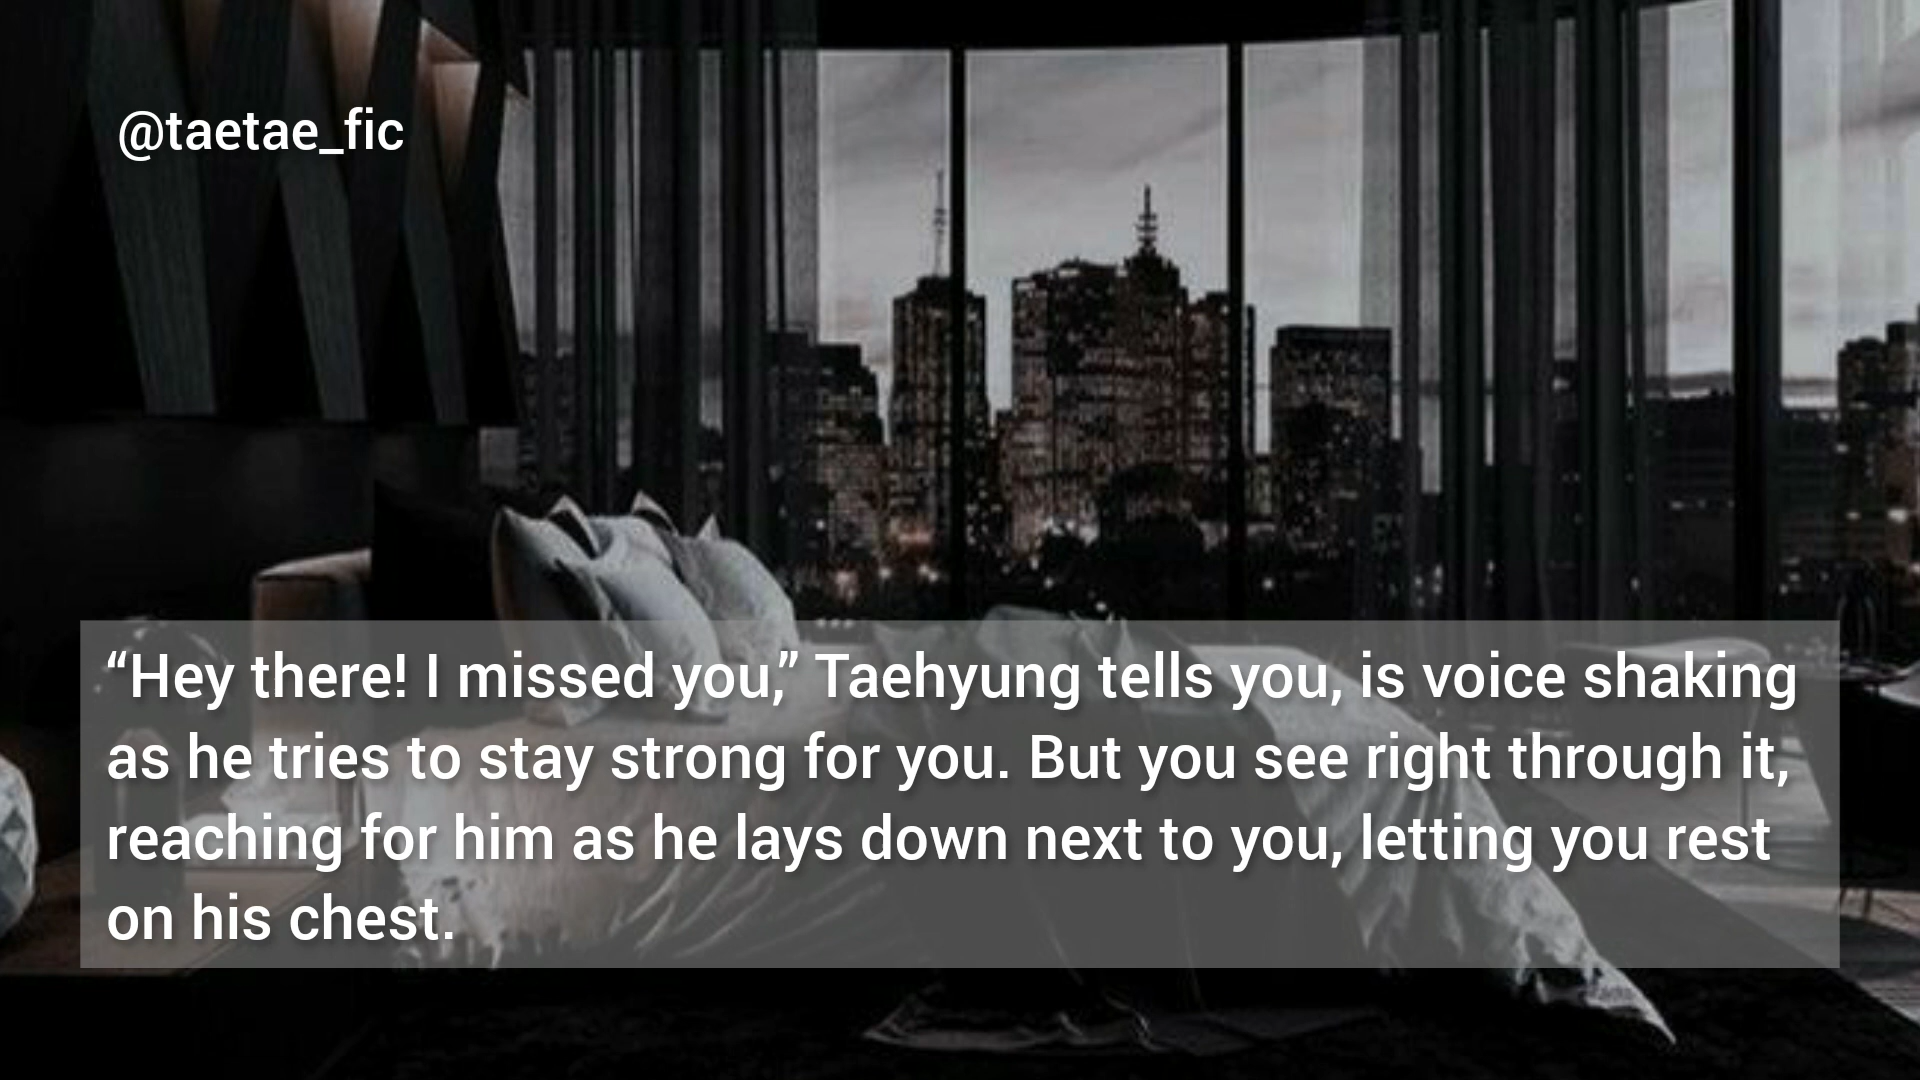 @taetae_fic
“Hey there! I missed you,” Taehyung tells you, is voice shaking
as he tries to stay strong for you. But you see right through it,
reaching for him as he lays down next to you, letting you rest
on his chest.